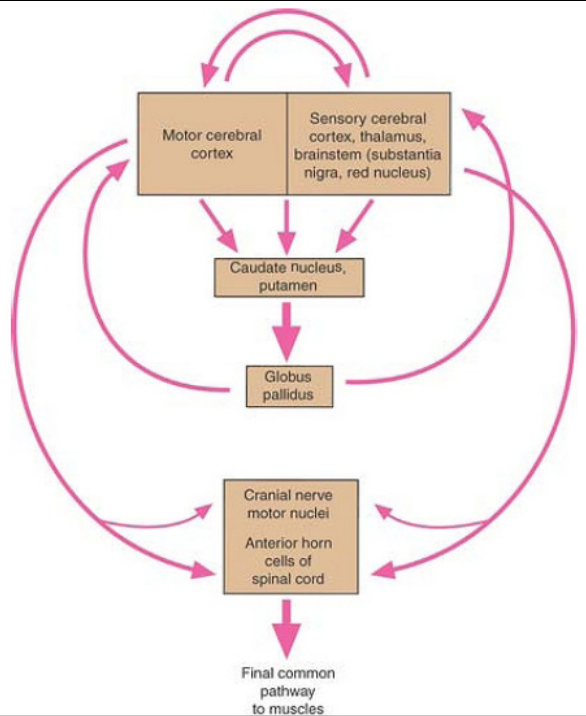 Motor cerebral
cortex
Sensory cerebral
cortex, thalamus,
brainstem (substantia
nigra, red nucleus)
Caudate nucleus,
putamen
Globus
pallidus
Cranial nerve
motor nuclei
Anterior horn
cells of
spinal cord
Final common
pathway
to muscles